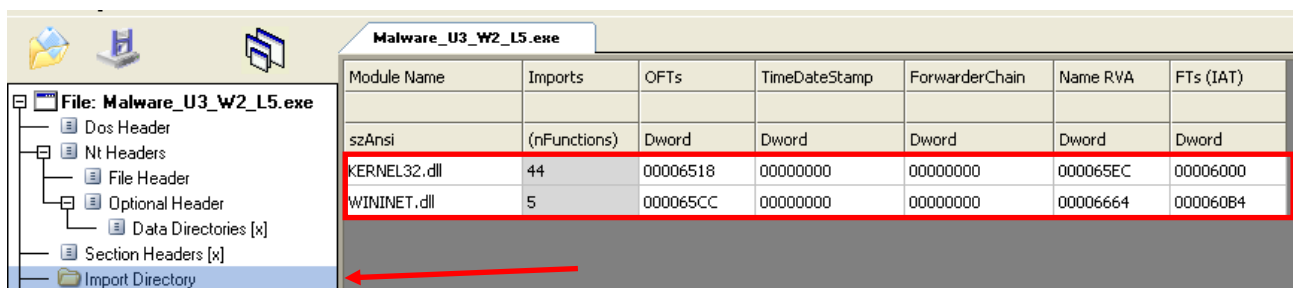 Malware_U3_W2_L5.exe
File: Malware_U3_W2_L5.exe
Dos Header
Nt Headers
File Header
Optional Header
Data Directories [x]
Section Headers [x]
Import Directory
Module Name Imports OFTs TimeDateStamp ForwarderChain Name RVA FTs (IAT)
szAnsi (nFunctions) Dword Dword Dword Dword Dword
KERNEL32.dll 44 00006518 00000000 00000000 000065EC 00006000
WININET.dll 5 000065CC 00000000 00000000 00006664 000060B4